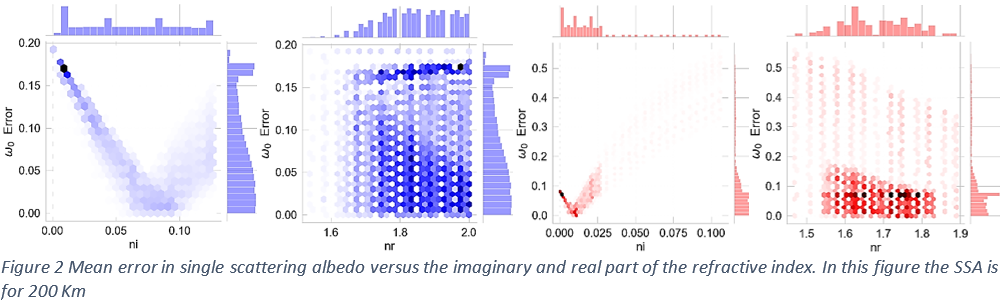 0.20
0.15
0.10
0.05
0.00
ω₀ Error
0.00 0.05 0.10
ni
0.20
0.15
0.10
0.05
0.00
ω₀ Error
1.6 1.8 2.0
nr
0.5
0.4
0.3
0.2
0.1
0.0
ω₀ Error
0.000 0.025 0.050 0.075 0.100
ni
0.5
0.4
0.3
0.2
0.1
0.0
ω₀ Error
1.5 1.6 1.7 1.8 1.9
nr
Figure 2 Mean error in single scattering albedo versus the imaginary and real part of the refractive index. In this figure the SSA is
for 200 Km